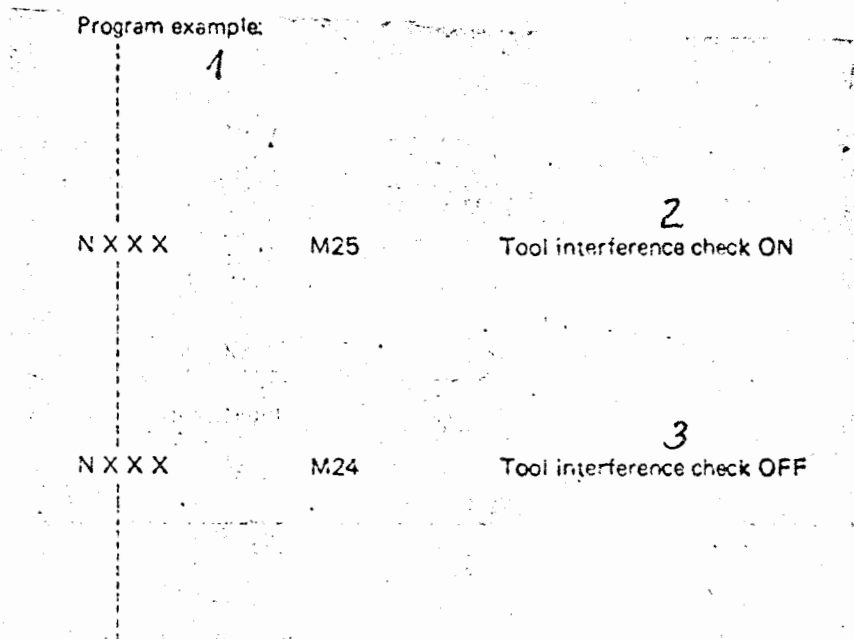 Program example:
1
2
N X X X M25 Tool interference check ON
3
N X X X M24 Tool interference check OFF